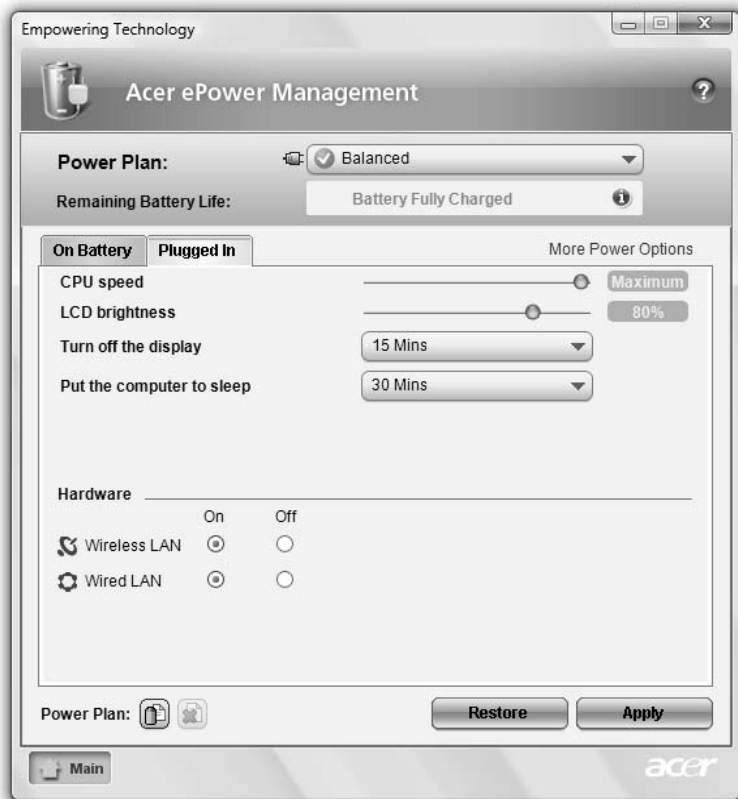 Empowering Technology
Acer ePower Management
?
Power Plan: Balanced
Remaining Battery Life: Battery Fully Charged i
On Battery Plugged In More Power Options
CPU speed Maximum
LCD brightness 80%
Turn off the display 15 Mins
Put the computer to sleep 30 Mins
Hardware
On Off
Wireless LAN
Wired LAN
Power Plan: Restore Apply
Main acer